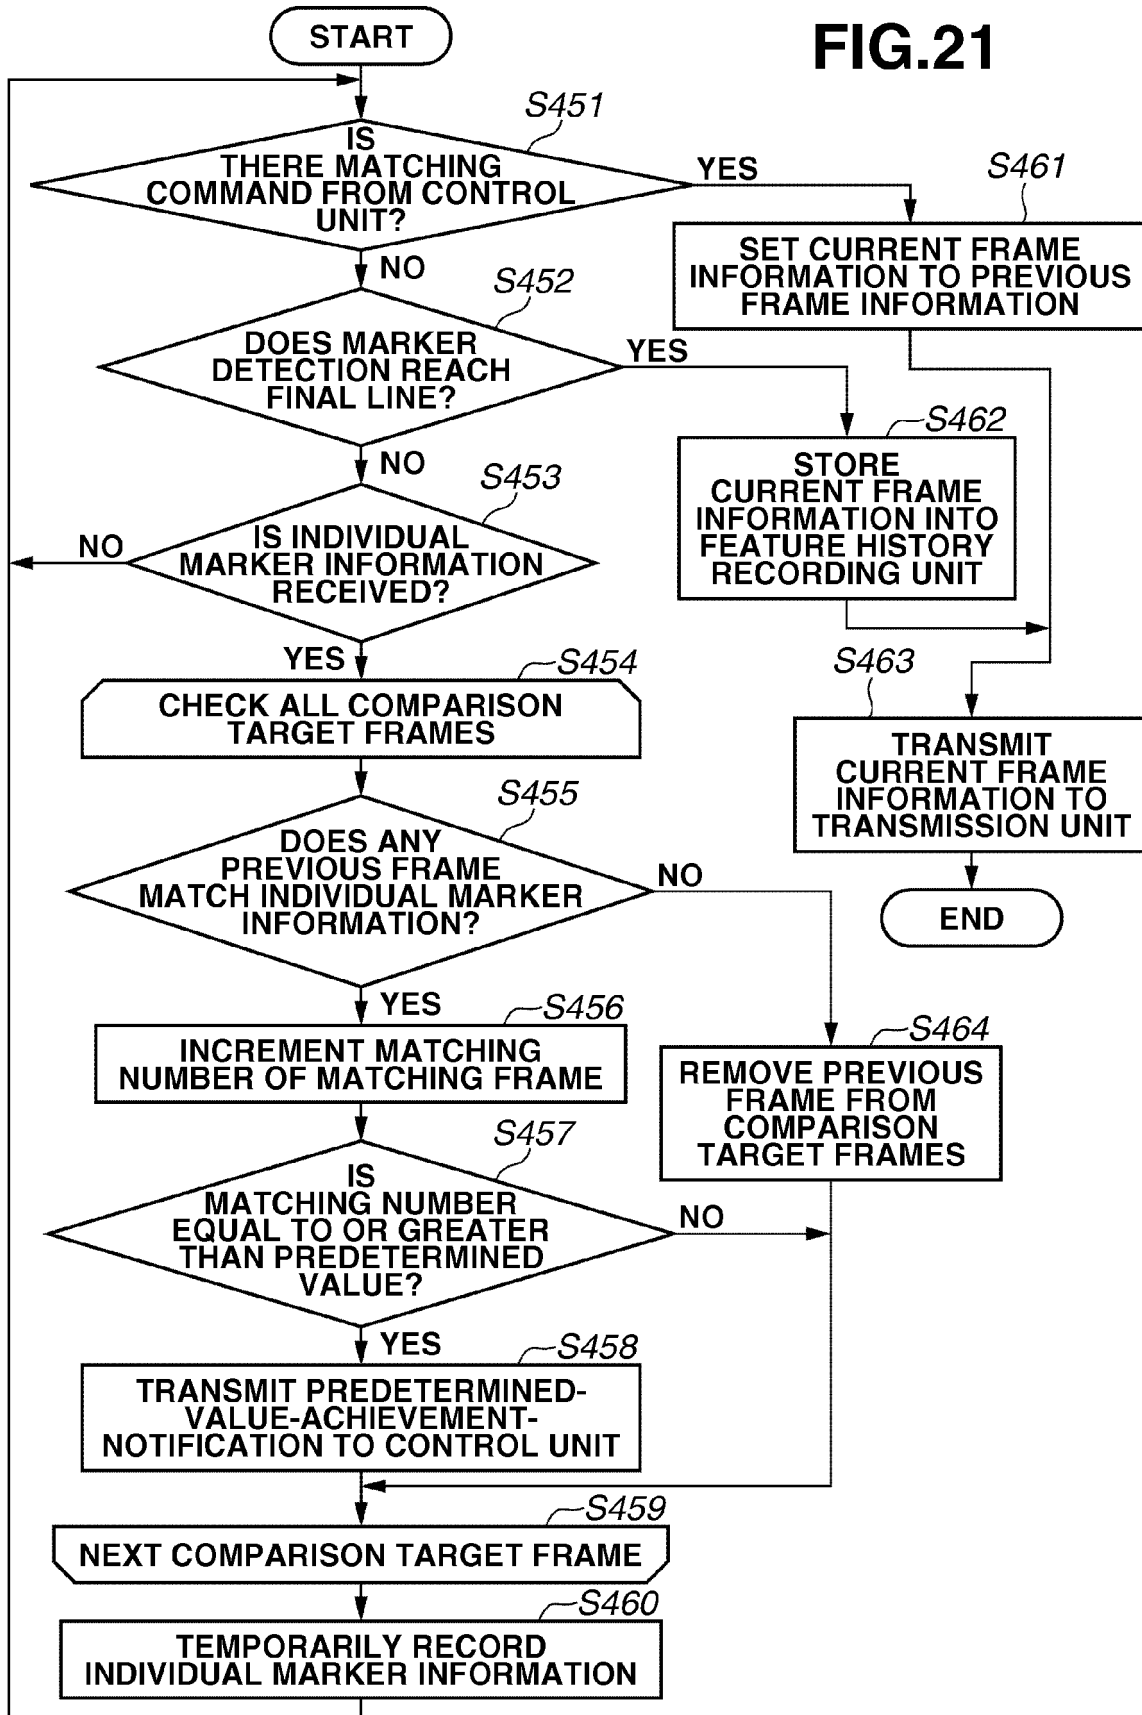 START
FIG.21
S451
IS
THERE MATCHING
COMMAND FROM CONTROL
UNIT?
YES
NO
S461
SET CURRENT FRAME
INFORMATION TO PREVIOUS
FRAME INFORMATION
S452
DOES MARKER
DETECTION REACH
FINAL LINE?
YES
NO
S462
STORE
CURRENT FRAME
INFORMATION INTO
FEATURE HISTORY
RECORDING UNIT
S453
IS INDIVIDUAL
MARKER INFORMATION
RECEIVED?
NO
YES
S454
CHECK ALL COMPARISON
TARGET FRAMES
S463
TRANSMIT
CURRENT FRAME
INFORMATION TO
TRANSMISSION UNIT
END
S455
DOES ANY
PREVIOUS FRAME
MATCH INDIVIDUAL MARKER
INFORMATION?
NO
YES
S456
INCREMENT MATCHING
NUMBER OF MATCHING FRAME
S464
REMOVE PREVIOUS
FRAME FROM
COMPARISON
TARGET FRAMES
S457
IS
MATCHING NUMBER
EQUAL TO OR GREATER
THAN PREDETERMINED
VALUE?
NO
YES
S458
TRANSMIT PREDETERMINED-
VALUE-ACHIEVEMENT-
NOTIFICATION TO CONTROL UNIT
S459
NEXT COMPARISON TARGET FRAME
S460
TEMPORARILY RECORD
INDIVIDUAL MARKER INFORMATION